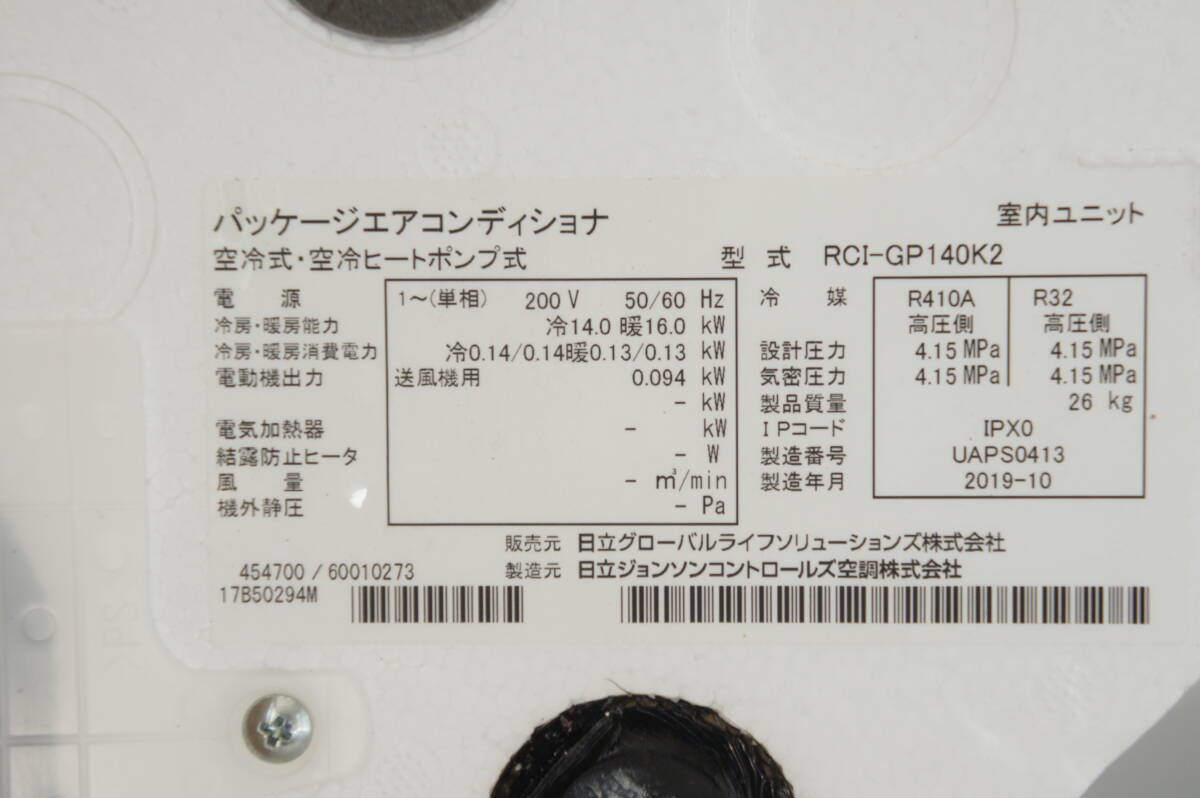 パッケージエアコンディショナ 室内ユニット
空冷式・空冷ヒートポンプ式 型式 RCI-GP140K2
電源 1～(単相) 200 V 50/60 Hz
冷房・暖房能力 冷14.0 暖16.0 kW
冷房・暖房消費電力 冷0.14/0.14暖0.13/0.13 kW
電動機出力 送風機用 0.094 kW
- kW
電気加熱器 - kW
結露防止ヒータ - W
風量 - ㎥/min
機外静圧 - Pa
冷媒 R410A R32
高圧側 高圧側
設計圧力 4.15 MPa 4.15 MPa
気密圧力 4.15 MPa 4.15 MPa
製品質量 26 kg
IPコード IPX0
製造番号 UAPS0413
製造年月 2019-10
販売元 日立グローバルライフソリューションズ株式会社
454700 / 60010273 製造元 日立ジョンソンコントロールズ空調株式会社
17B50294M
>PS<